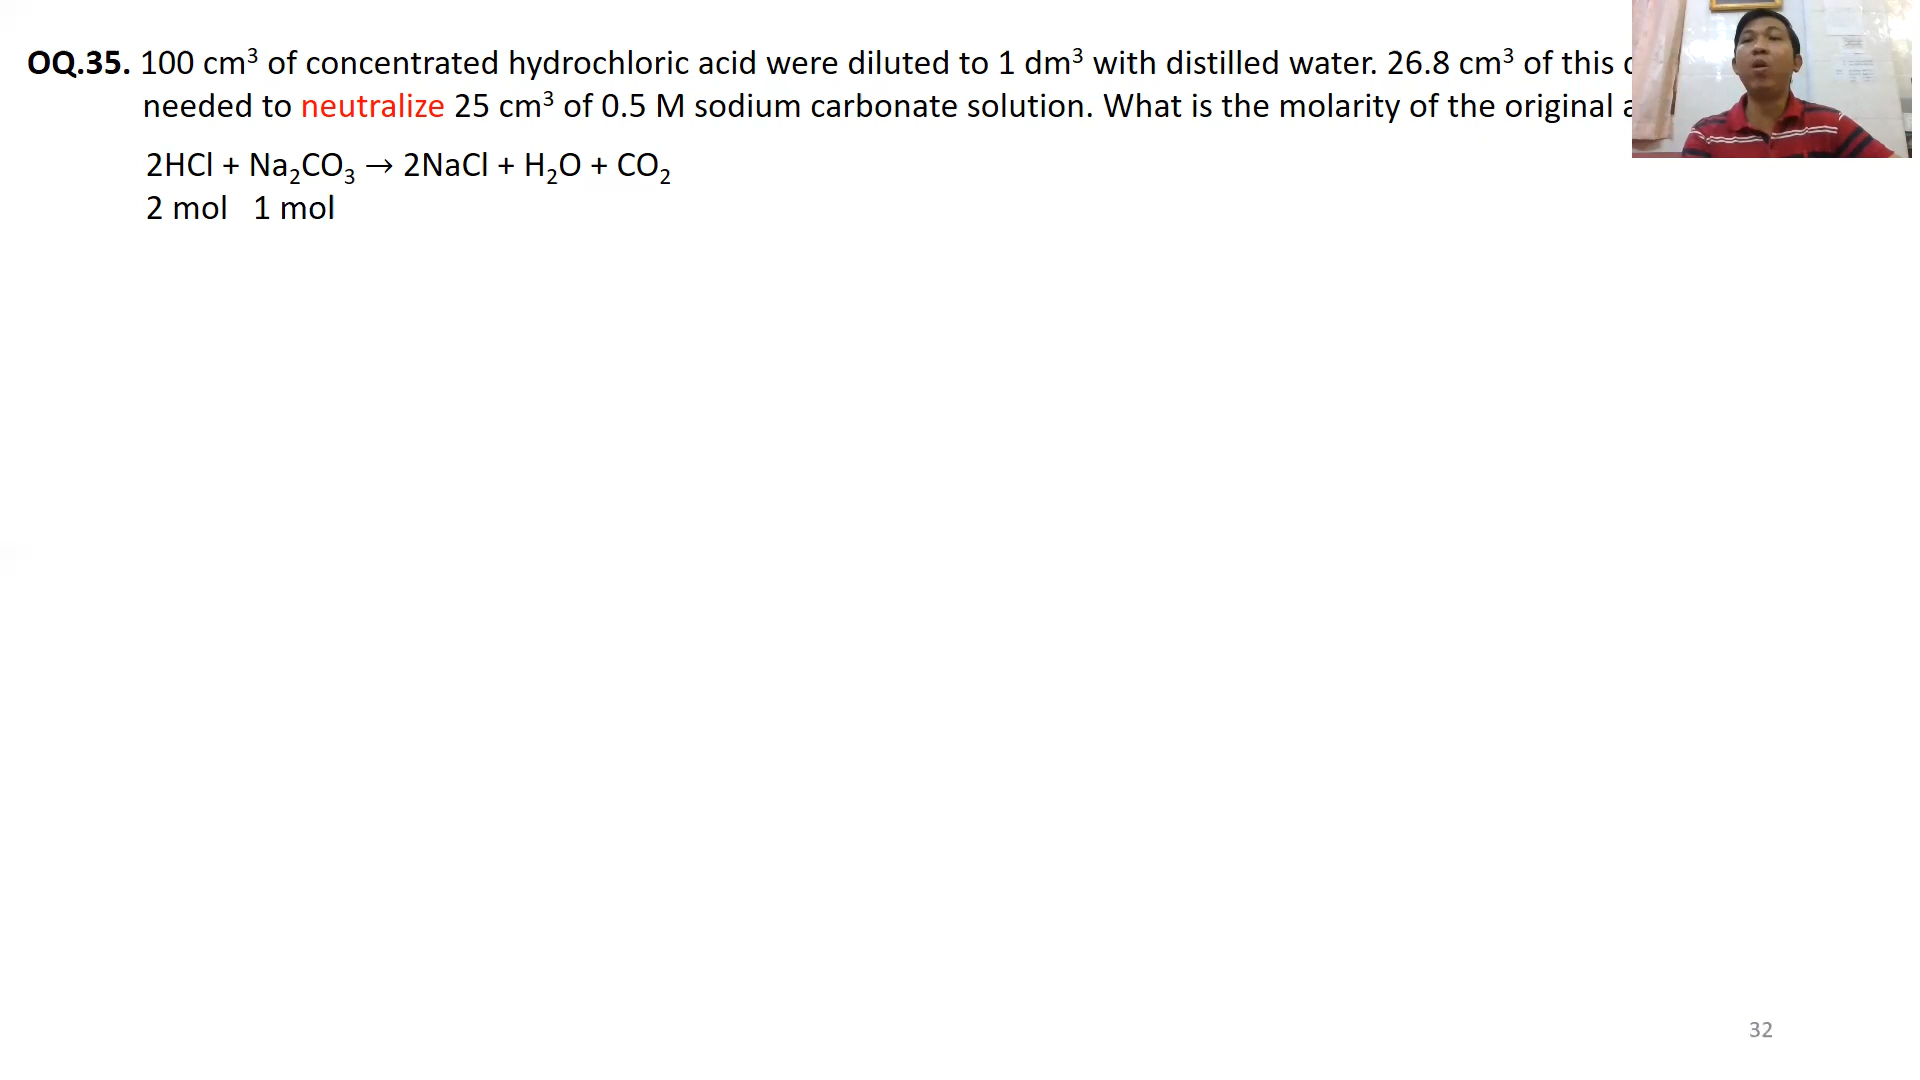 OQ.35. 100 cm³ of concentrated hydrochloric acid were diluted to 1 dm³ with distilled water. 26.8 cm³ of this
needed to neutralize 25 cm³ of 0.5 M sodium carbonate solution. What is the molarity of the original
2HCl + Na₂CO₃ → 2NaCl + H₂O + CO₂
2 mol 1 mol
32